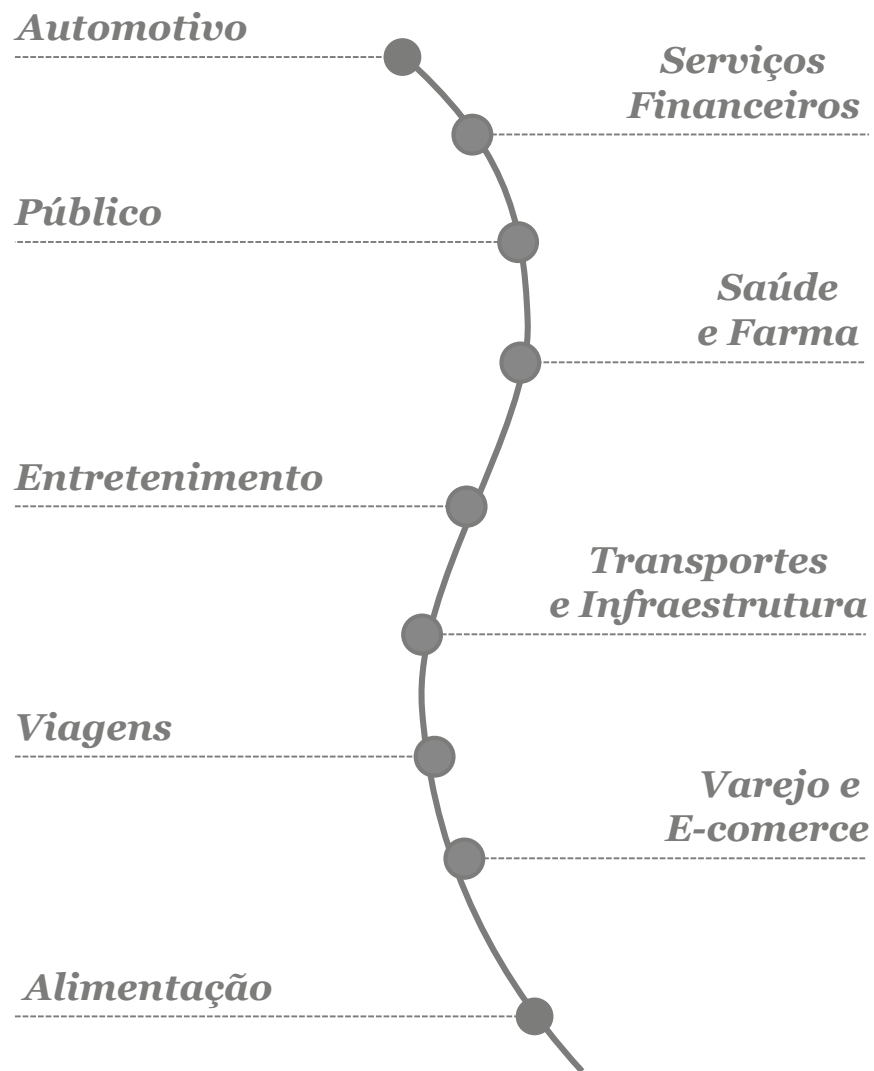 Automotivo
Serviços
Financeiros
Público
Saúde
e Farma
Entretenimento
Transportes
e Infraestrutura
Viagens
Varejo e
E-comerce
Alimentação